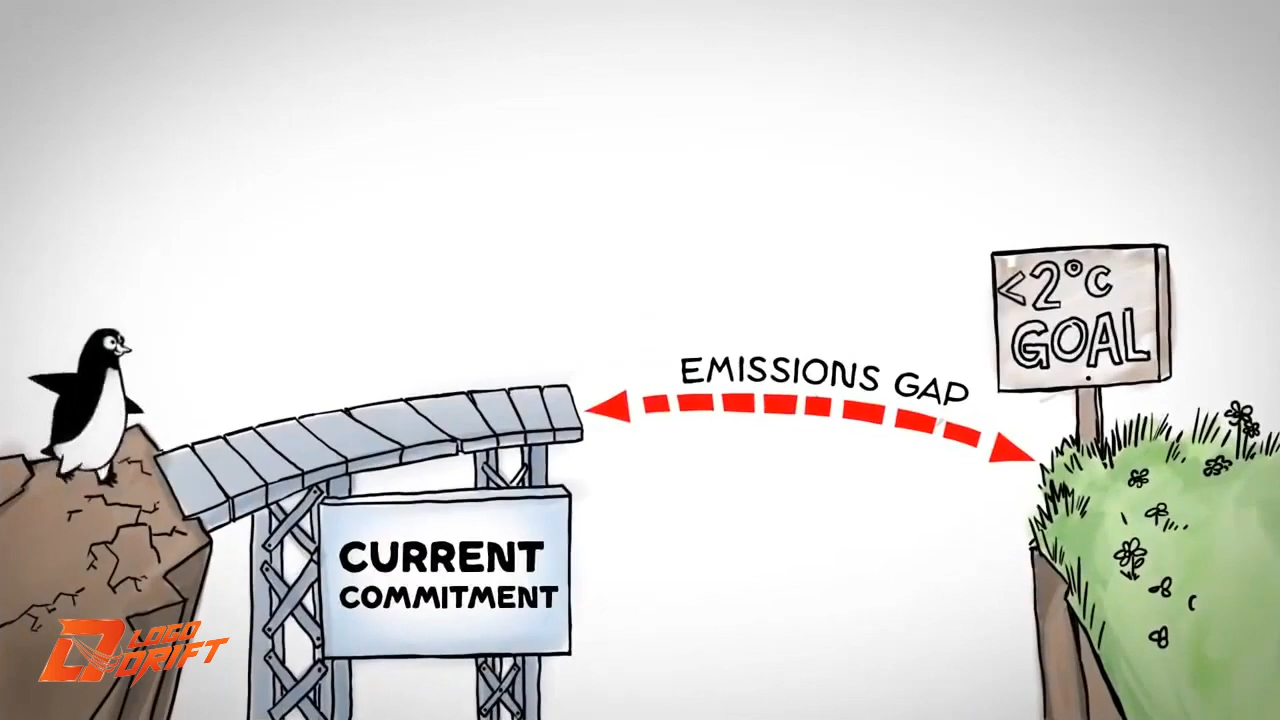 <2°C
GOAL
EMISSIONS GAP
CURRENT
COMMITMENT
LOGO
DRIFT